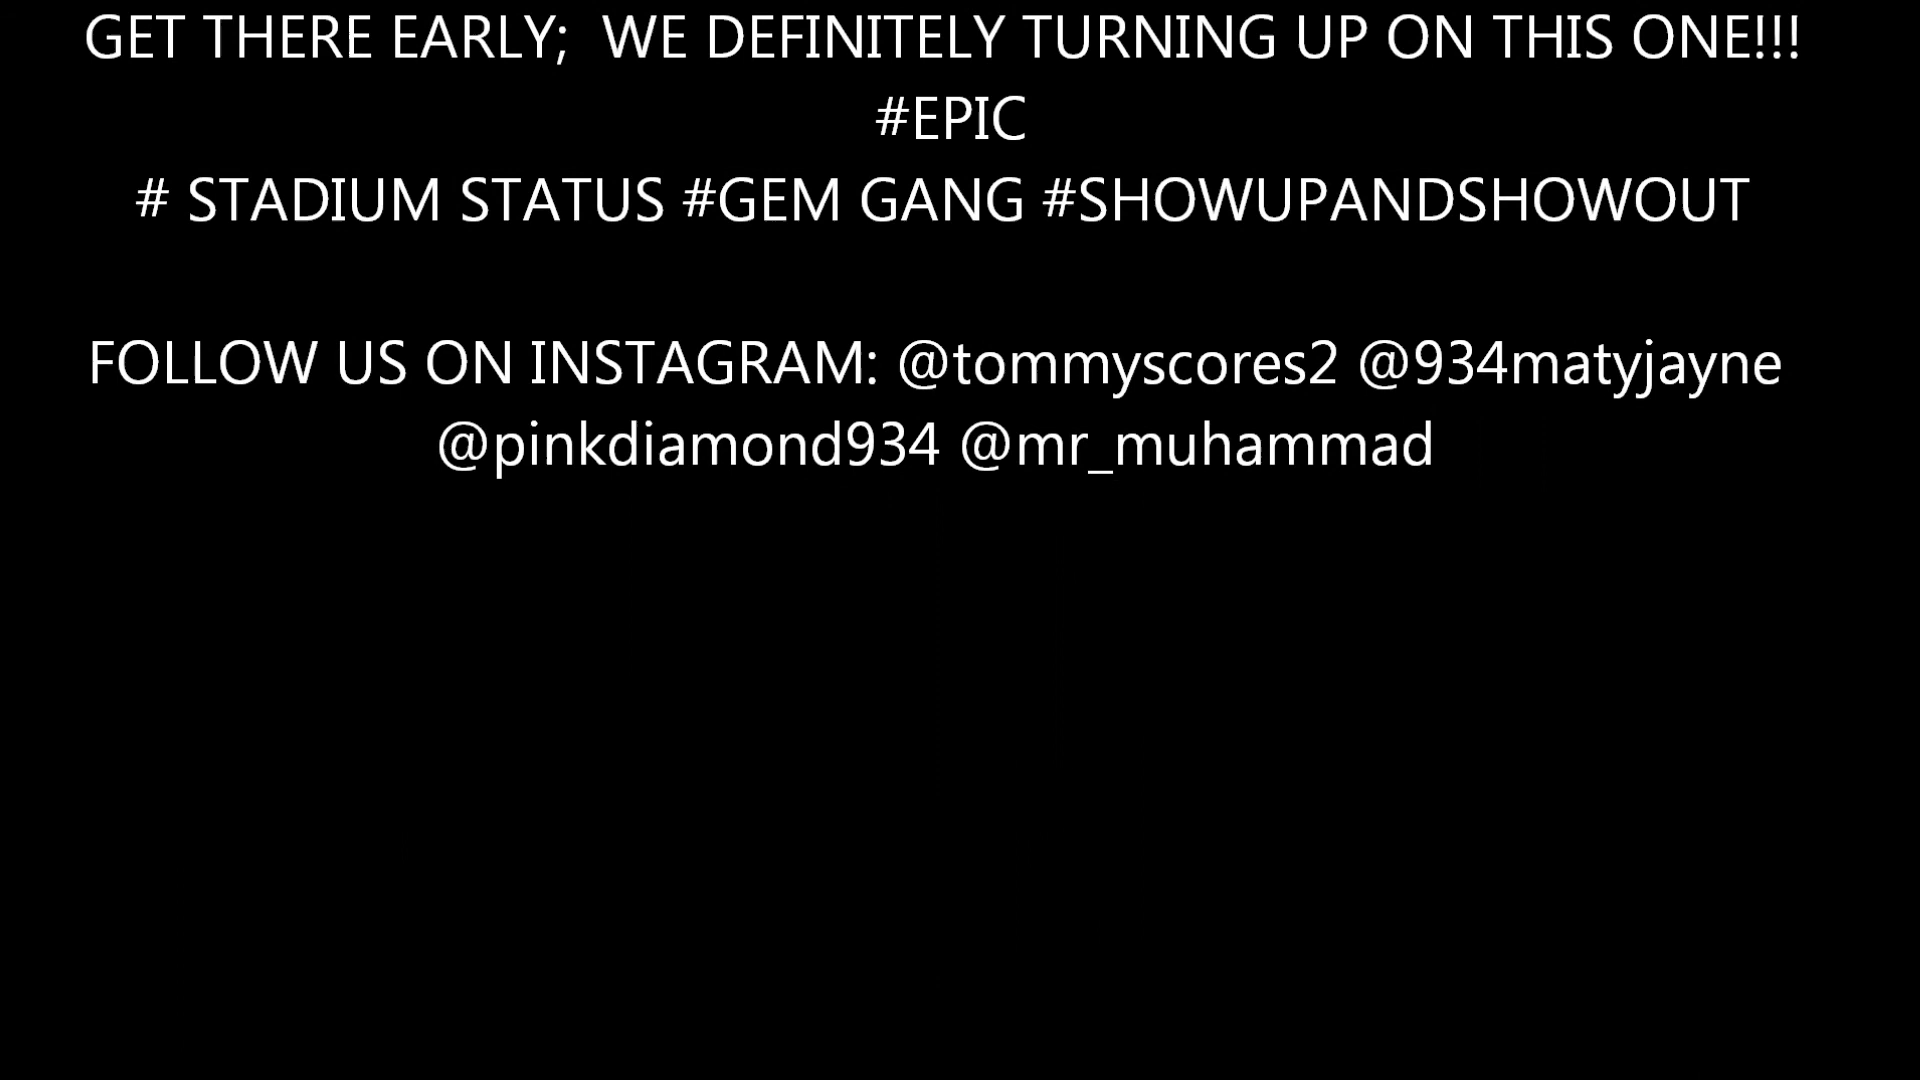 GET THERE EARLY;  WE DEFINITELY TURNING UP ON THIS ONE!!!
#EPIC
# STADIUM STATUS #GEM GANG #SHOWUPANDSHOWOUT
FOLLOW US ON INSTAGRAM: @tommyscores2 @934matyjayne
@pinkdiamond934 @mr_muhammad